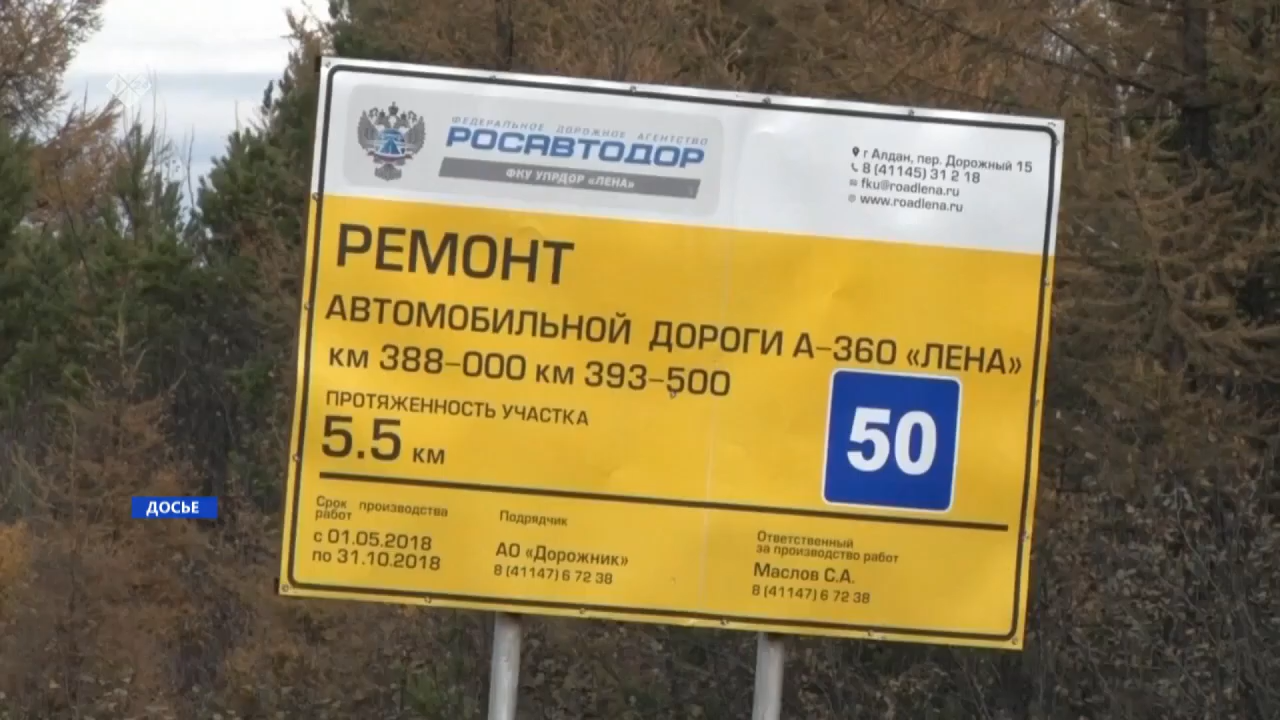 ФЕДЕРАЛЬНОЕ ДОРОЖНОЕ АГЕНТСТВО
РОСАВТОДОР
ФКУ УПРДОР «ЛЕНА»
г Алдан, пер. Дорожный 15
8 (41145) 31 2 18
fku@roadlena.ru
www.roadlena.ru
РЕМОНТ
АВТОМОБИЛЬНОЙ ДОРОГИ А-360 «ЛЕНА»
км 388-000 км 393-500
ПРОТЯЖЕННОСТЬ УЧАСТКА
5.5 км
50
Срок производства
работ
с 01.05.2018
по 31.10.2018
Подрядчик
АО «Дорожник»
8 (41147) 6 72 38
Ответственный
за производство работ
Маслов С.А.
8 (41147) 6 72 38
ДОСЬЕ